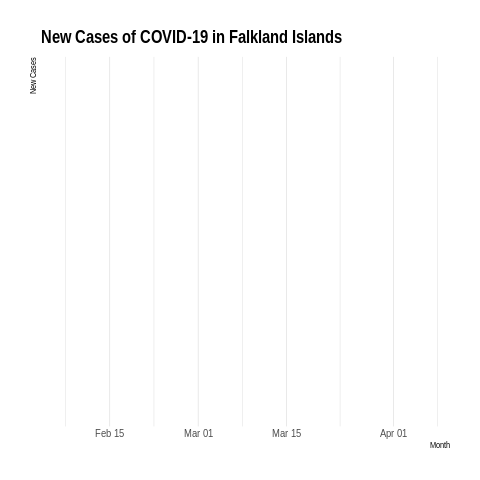 New Cases of COVID-19 in Falkland Islands
New Cases
Feb 15
Mar 01
Mar 15
Apr 01
Month